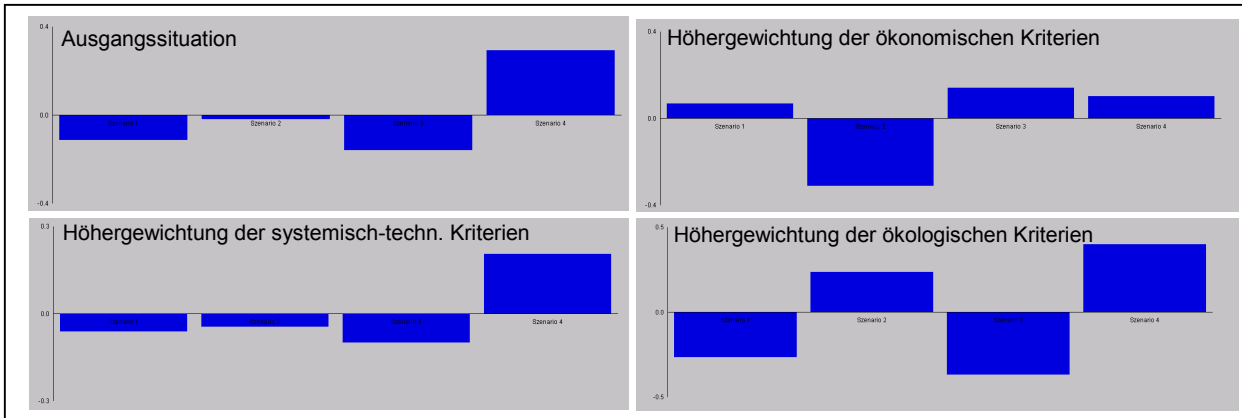 Ausgangssituation
0.4
0.0
-0.4
Szenario 1
Szenario 2
Szenario 3
Szenario 4
Höhergewichtung der ökonomischen Kriterien
0.4
0.0
-0.4
Szenario 1
Szenario 2
Szenario 3
Szenario 4
Höhergewichtung der systemisch-techn. Kriterien
0.3
0.0
-0.3
Szenario 1
Szenario 2
Szenario 3
Szenario 4
Höhergewichtung der ökologischen Kriterien
0.5
0.0
-0.5
Szenario 1
Szenario 2
Szenario 3
Szenario 4